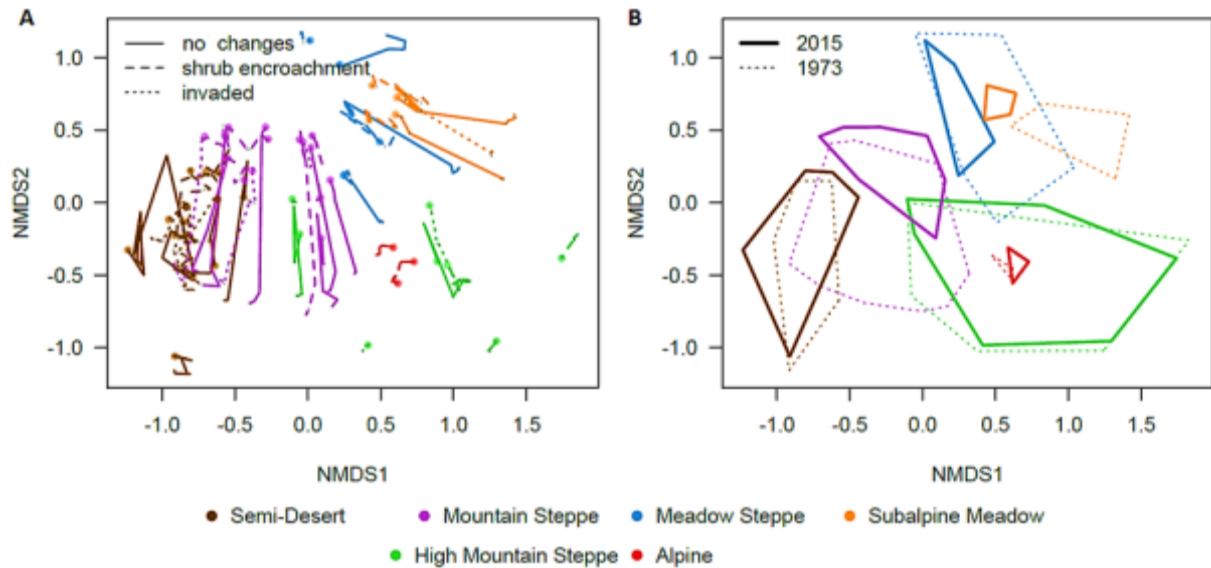 A
B
no changes
shrub encroachment
invaded
2015
1973
NMDS2
1.0
0.5
0.0
-0.5
-1.0
-1.0 -0.5 0.0 0.5 1.0 1.5
NMDS1
NMDS2
1.0
0.5
0.0
-0.5
-1.0
-1.0 -0.5 0.0 0.5 1.0 1.5
NMDS1
Semi-Desert Mountain Steppe Meadow Steppe Subalpine Meadow
High Mountain Steppe Alpine